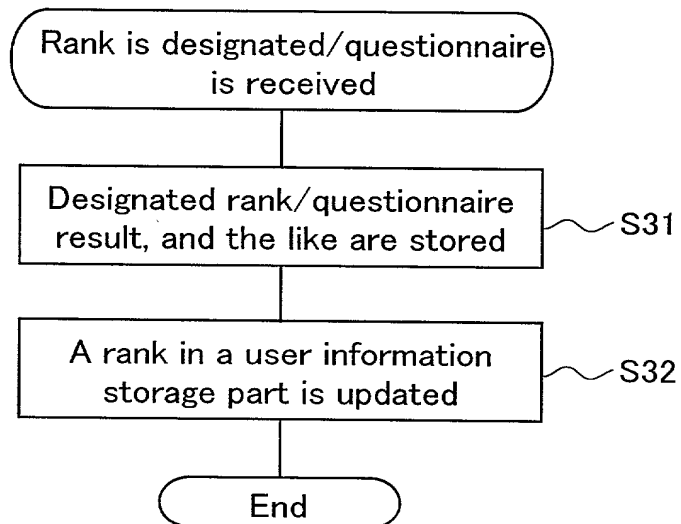 Rank is designated/questionnaire
is received
Designated rank/questionnaire
result, and the like are stored
S31
A rank in a user information
storage part is updated
S32
End